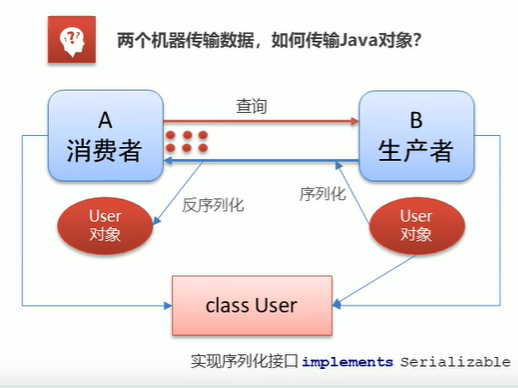 两个机器传输数据，如何传输Java对象？
A
消费者
查询
B
生产者
反序列化
序列化
User
对象
User
对象
class User
实现序列化接口 implements Serializable